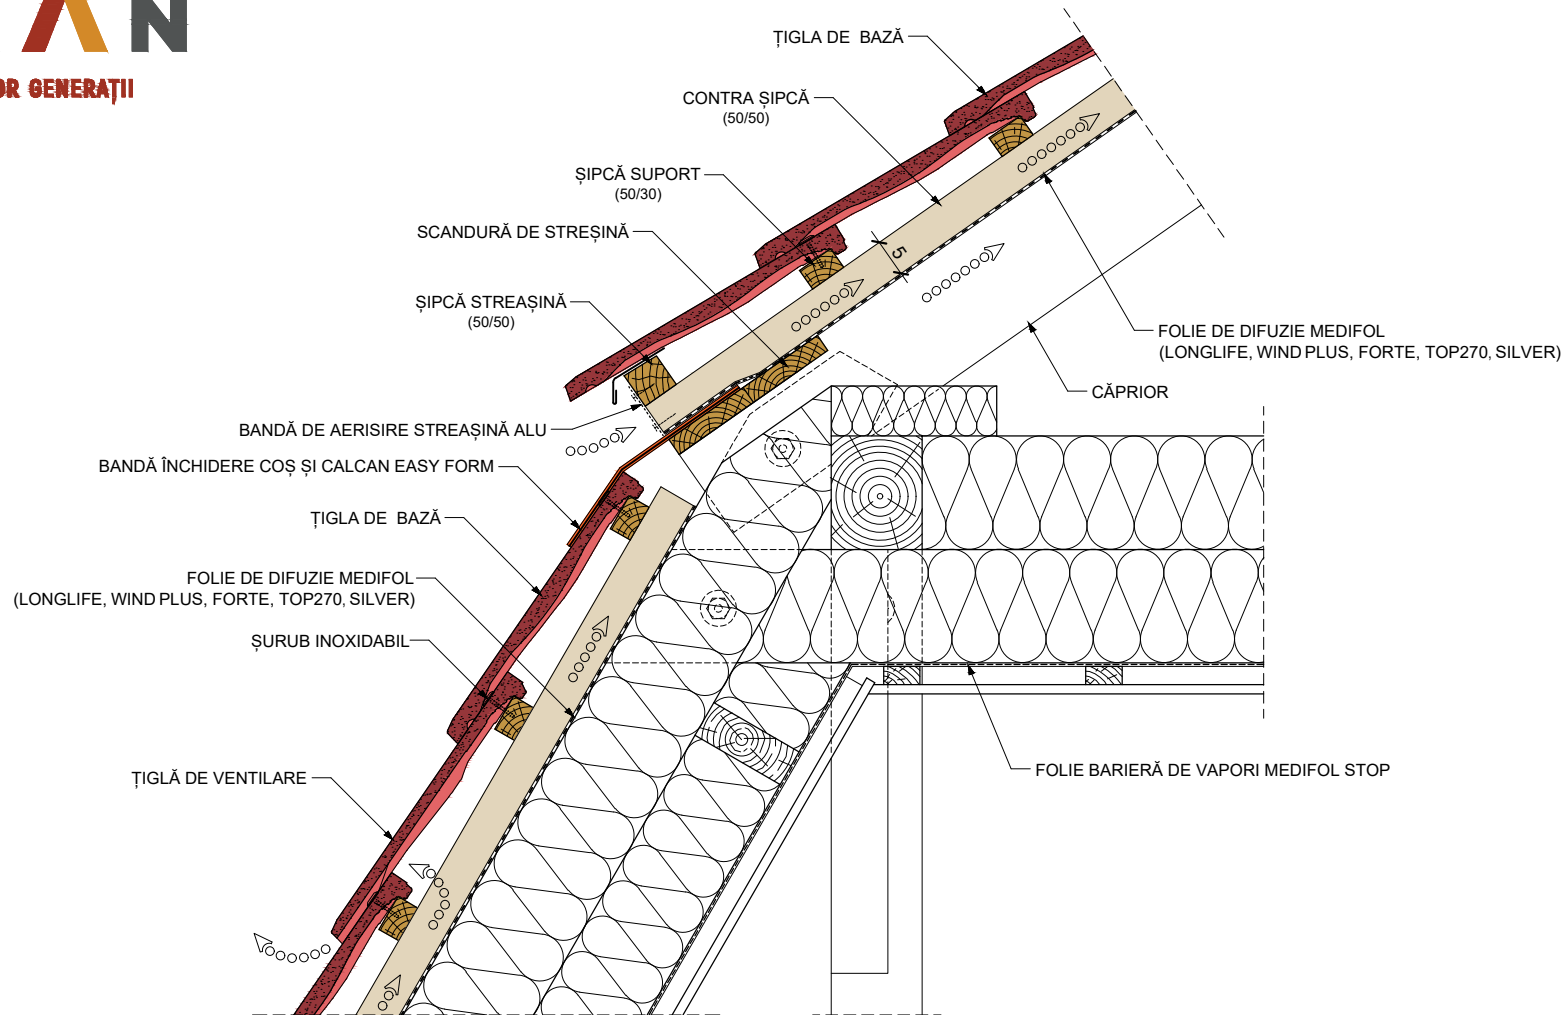 OR GENERAȚII
ȚIGLA DE BAZĂ
CONTRA ȘIPCĂ
(50/50)
ȘIPCĂ SUPORT
(50/30)
SCANDURĂ DE STREȘINĂ
ȘIPCĂ STREAȘINĂ
(50/50)
5
FOLIE DE DIFUZIE MEDIFOL
(LONGLIFE, WIND PLUS, FORTE, TOP270, SILVER)
CĂPRIOR
BANDĂ DE AERISIRE STREAȘINĂ ALU
BANDĂ ÎNCHIDERE COȘ ȘI CALCAN EASY FORM
ȚIGLA DE BAZĂ
FOLIE DE DIFUZIE MEDIFOL
(LONGLIFE, WIND PLUS, FORTE, TOP270, SILVER)
ȘURUB INOXIDABIL
ȚIGLĂ DE VENTILARE
FOLIE BARIERĂ DE VAPORI MEDIFOL STOP